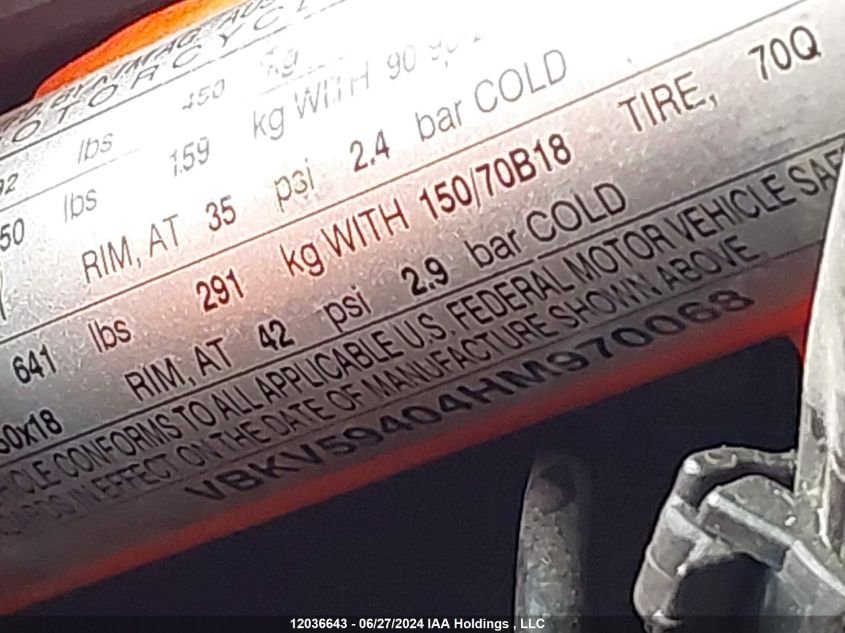 MOTORCYCLE
lbs 450 kg
50 lbs 159 kg WITH 90
RIM, AT 35 psi 2.4 bar COLD
641 lbs 291 kg WITH 150/70B18 TIRE, 70Q
RIM, AT 42 psi 2.9 bar COLD
CONFORMS TO ALL APPLICABLE U.S. FEDERAL MOTOR VEHICLE SAFE
IN EFFECT ON THE DATE OF MANUFACTURE SHOWN ABOVE
VBKV59404HM970068
12036643 - 06/27/2024 IAA Holdings , LLC